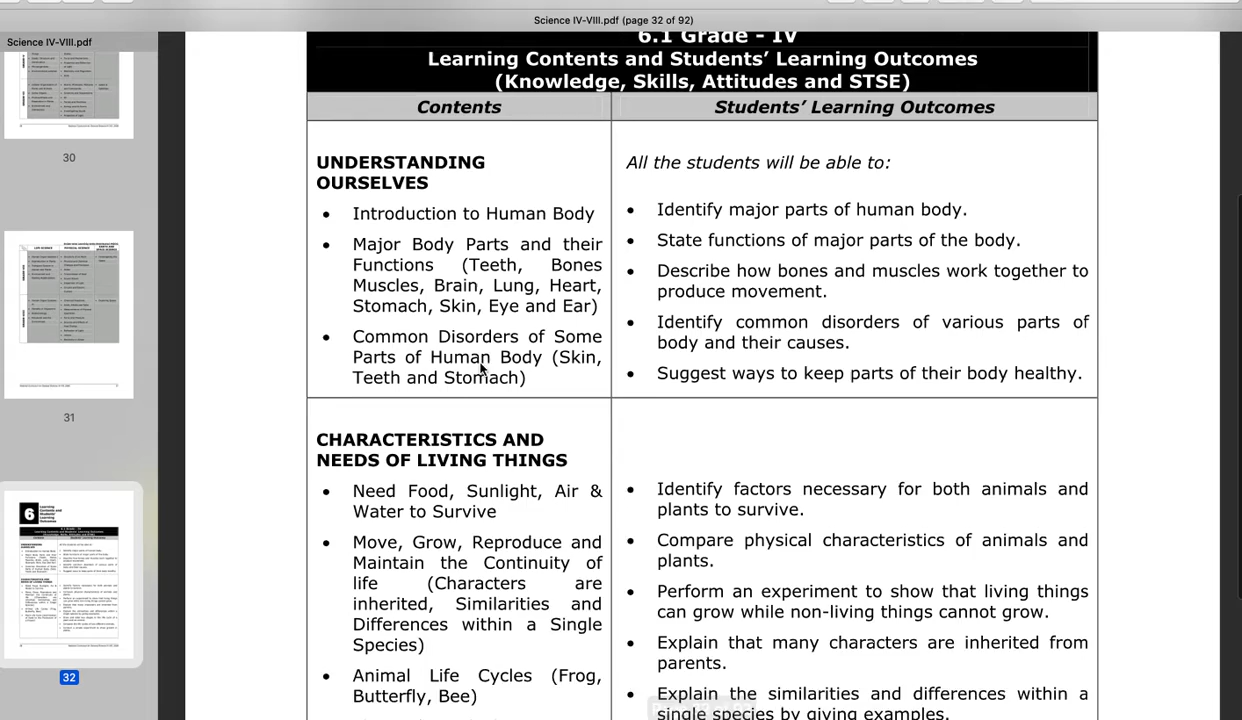 Science IV-VIII.pdf (page 32 of 92)
Science IV-VIII.pdf
30
31
32
6.1 Grade - IV
Learning Contents and Students' Learning Outcomes
(Knowledge, Skills, Attitudes and STSE)
Contents
Students' Learning Outcomes
UNDERSTANDING
OURSELVES
• Introduction to Human Body
• Major Body Parts and their
Functions (Teeth, Bones
Muscles, Brain, Lung, Heart,
Stomach, Skin, Eye and Ear)
• Common Disorders of Some
Parts of Human Body (Skin,
Teeth and Stomach)
All the students will be able to:
• Identify major parts of human body.
• State functions of major parts of the body.
• Describe how bones and muscles work together to
produce movement.
• Identify common disorders of various parts of
body and their causes.
• Suggest ways to keep parts of their body healthy.
CHARACTERISTICS AND
NEEDS OF LIVING THINGS
• Need Food, Sunlight, Air &
Water to Survive
• Move, Grow, Reproduce and
Maintain the Continuity of
life (Characters are
inherited, Similarities and
Differences within a Single
Species)
• Animal Life Cycles (Frog,
Butterfly, Bee)
• Identify factors necessary for both animals and
plants to survive.
• Compare physical characteristics of animals and
plants.
• Perform an experiment to show that living things
can grow while non-living things cannot grow.
• Explain that many characters are inherited from
parents.
• Explain the similarities and differences within a
single species by giving examples.